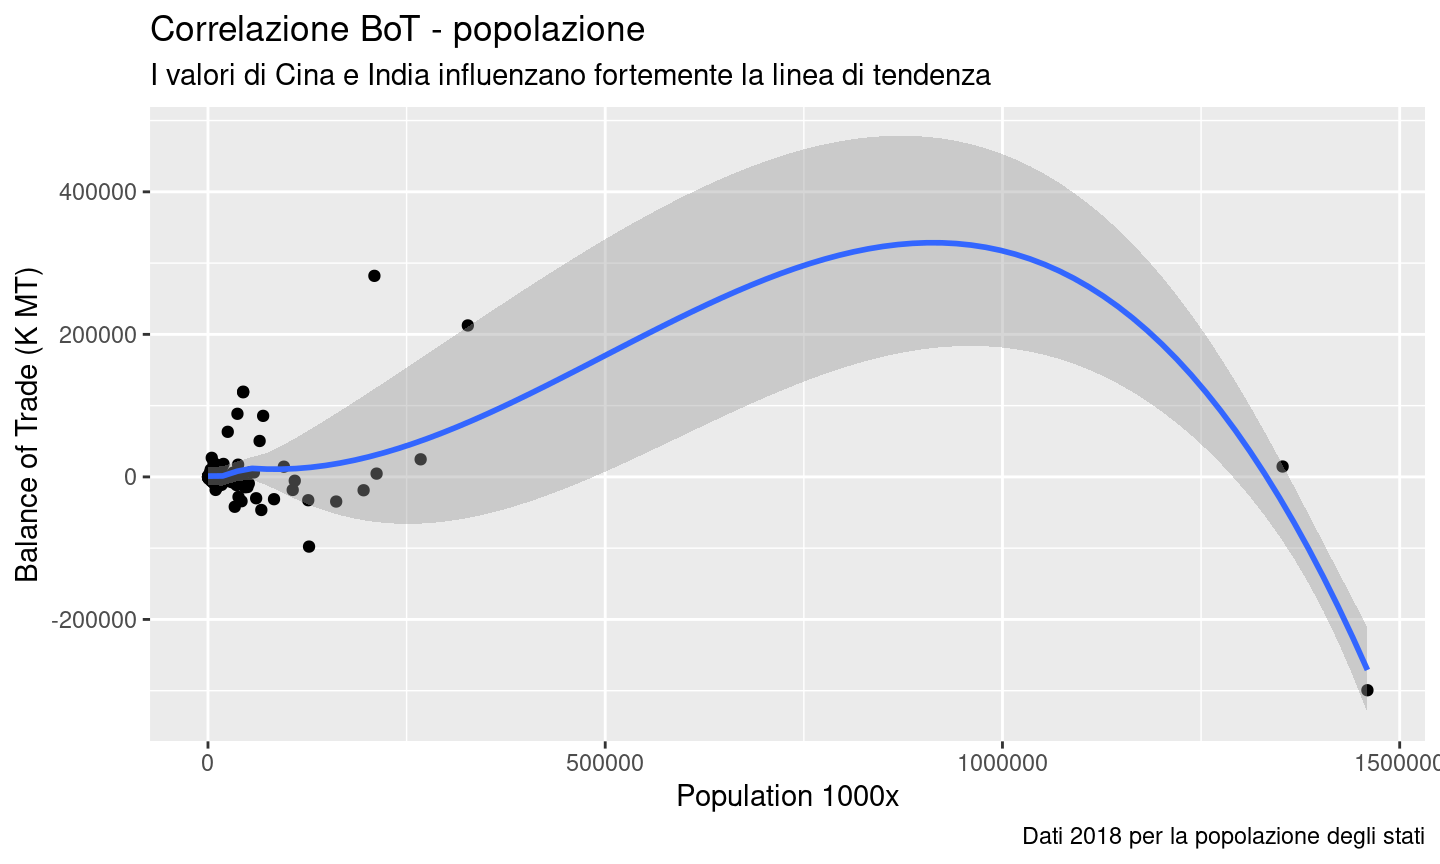 Correlazione BoT - popolazione
I valori di Cina e India influenzano fortemente la linea di tendenza
Balance of Trade (K MT)
400000
200000
0
-200000
0
500000
1000000
1500000
Population 1000x
Dati 2018 per la popolazione degli stati